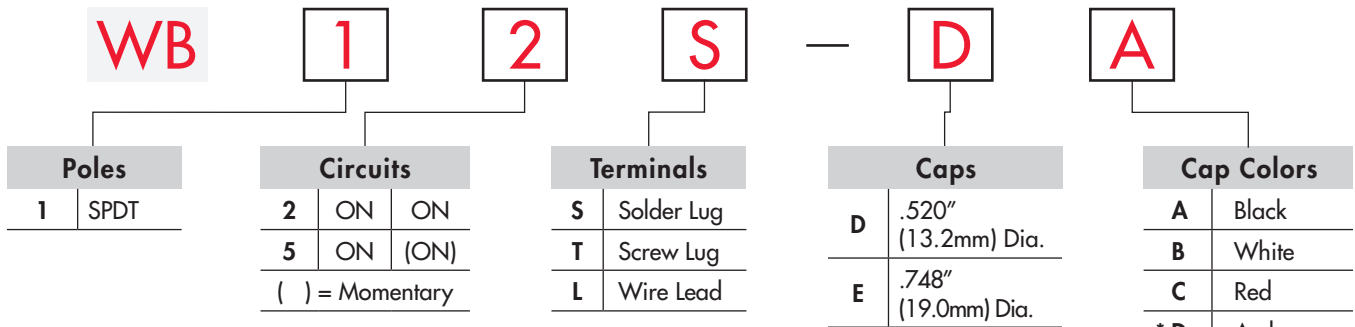 WB 1 2 S — D A
Poles
1 SPDT
Circuits
2 ON ON
5 ON (ON)
( ) = Momentary
Terminals
S Solder Lug
T Screw Lug
L Wire Lead
Caps
D .520″
(13.2mm) Dia.
E .748″
(19.0mm) Dia.
Cap Colors
A Black
B White
C Red